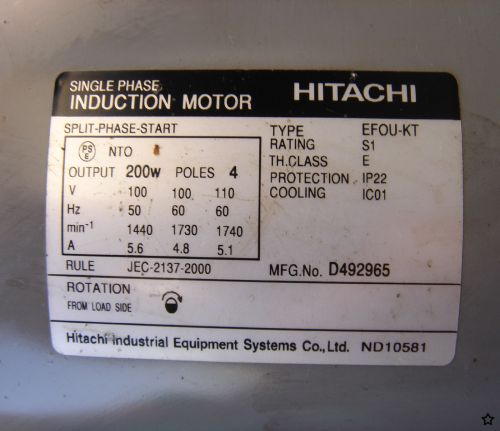 SINGLE PHASE
INDUCTION MOTOR
HITACHI
SPLIT-PHASE-START
PS
E
NTO
OUTPUT 200W POLES 4
V 100 100 110
Hz 50 60 60
min⁻¹ 1440 1730 1740
A 5.6 4.8 5.1
TYPE EFOU-KT
RATING S1
TH.CLASS E
PROTECTION IP22
COOLING IC01
RULE JEC-2137-2000
MFG.No. D492965
ROTATION
FROM LOAD SIDE
Hitachi Industrial Equipment Systems Co., Ltd. ND10581